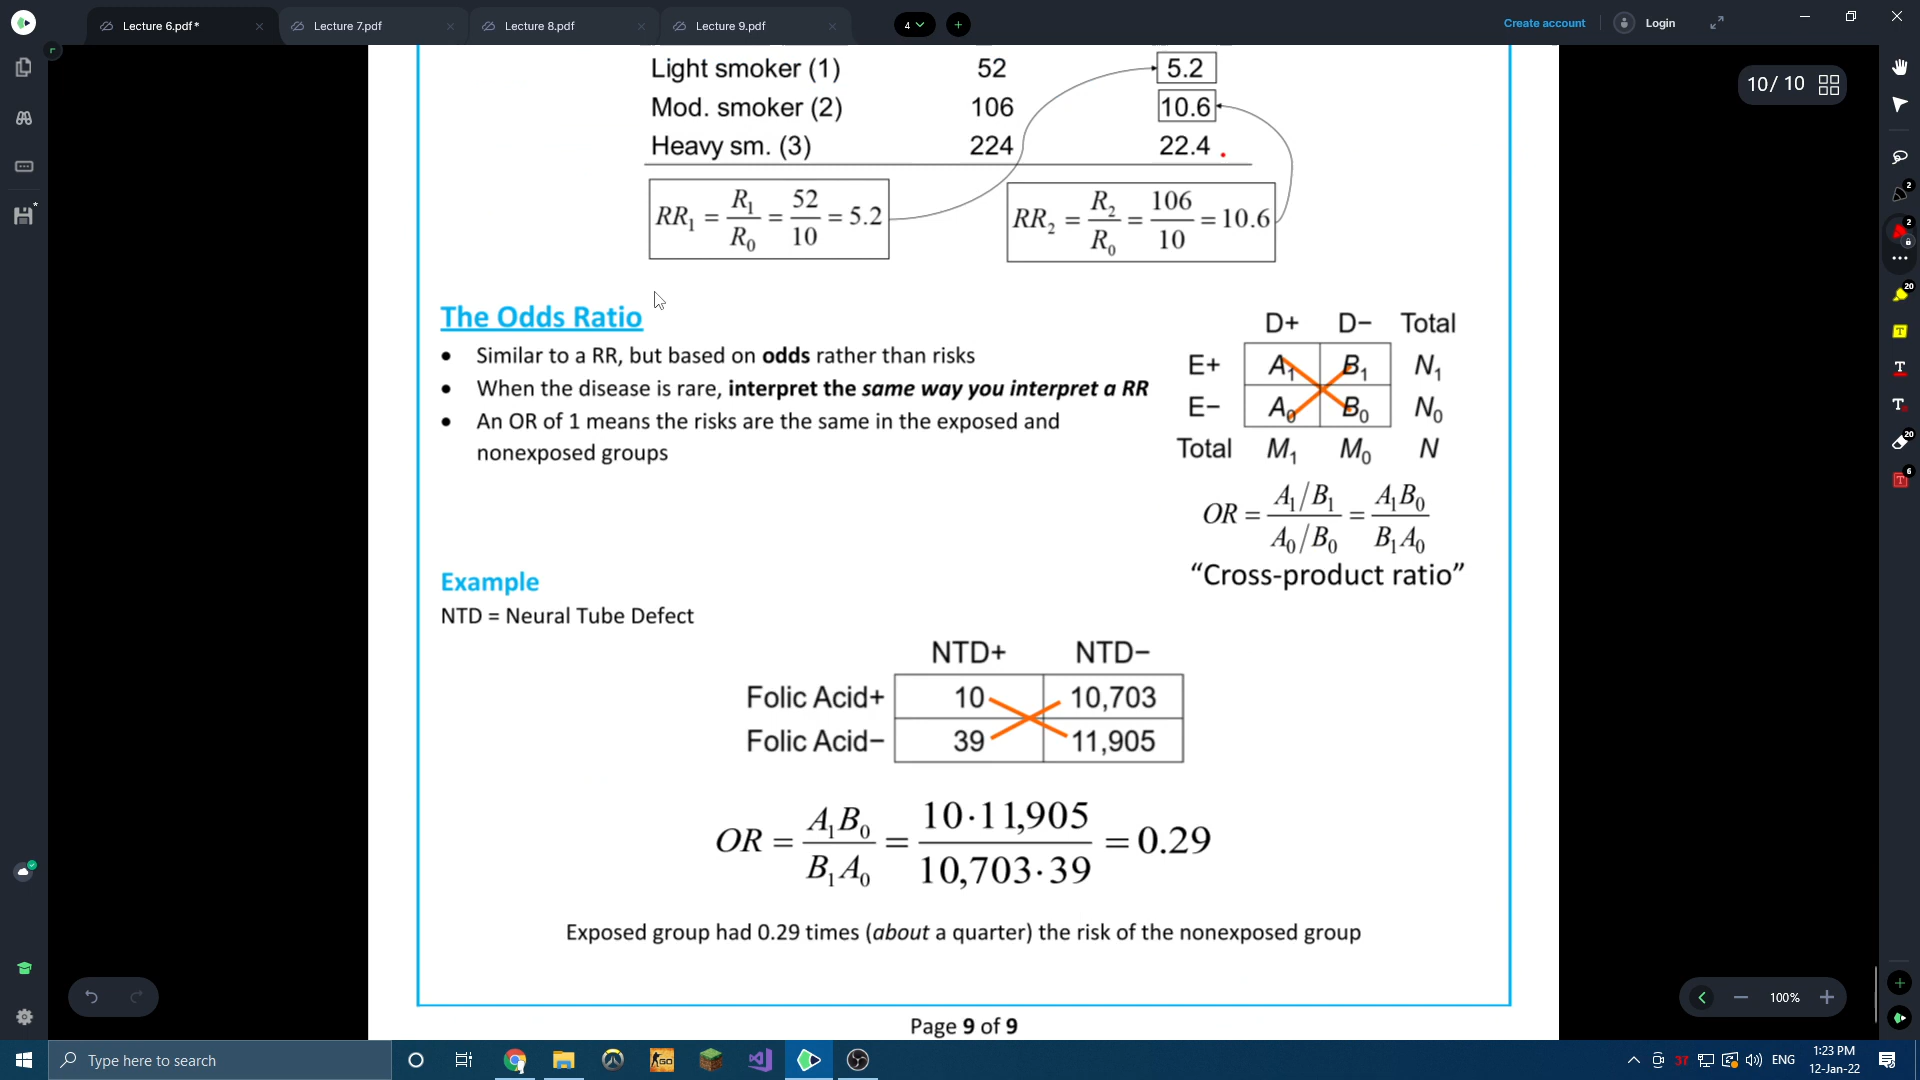 Lecture 6.pdf*
Lecture 7.pdf
Lecture 8.pdf
Lecture 9.pdf
4
Create account
Login
10/ 10
Light smoker (1) 52 5.2
Mod. smoker (2) 106 10.6
Heavy sm. (3) 224 22.4
RR₁ = R₁/R₀ = 52/10 = 5.2
RR₂ = R₂/R₀ = 106/10 = 10.6
The Odds Ratio
• Similar to a RR, but based on odds rather than risks
• When the disease is rare, interpret the same way you interpret a RR
• An OR of 1 means the risks are the same in the exposed and
nonexposed groups
D+ D− Total
E+ A₁ B₁ N₁
E− A₀ B₀ N₀
Total M₁ M₀ N
OR = (A₁/B₁)/(A₀/B₀) = A₁B₀/B₁A₀
“Cross-product ratio”
Example
NTD = Neural Tube Defect
NTD+ NTD−
Folic Acid+ 10 10,703
Folic Acid− 39 11,905
OR = A₁B₀/B₁A₀ = 10·11,905/10,703·39 = 0.29
Exposed group had 0.29 times (about a quarter) the risk of the nonexposed group
Page 9 of 9
2
2
20
T
T
T
20
T
6
100%
Type here to search
GO
37
ENG
1:23 PM
12-Jan-22